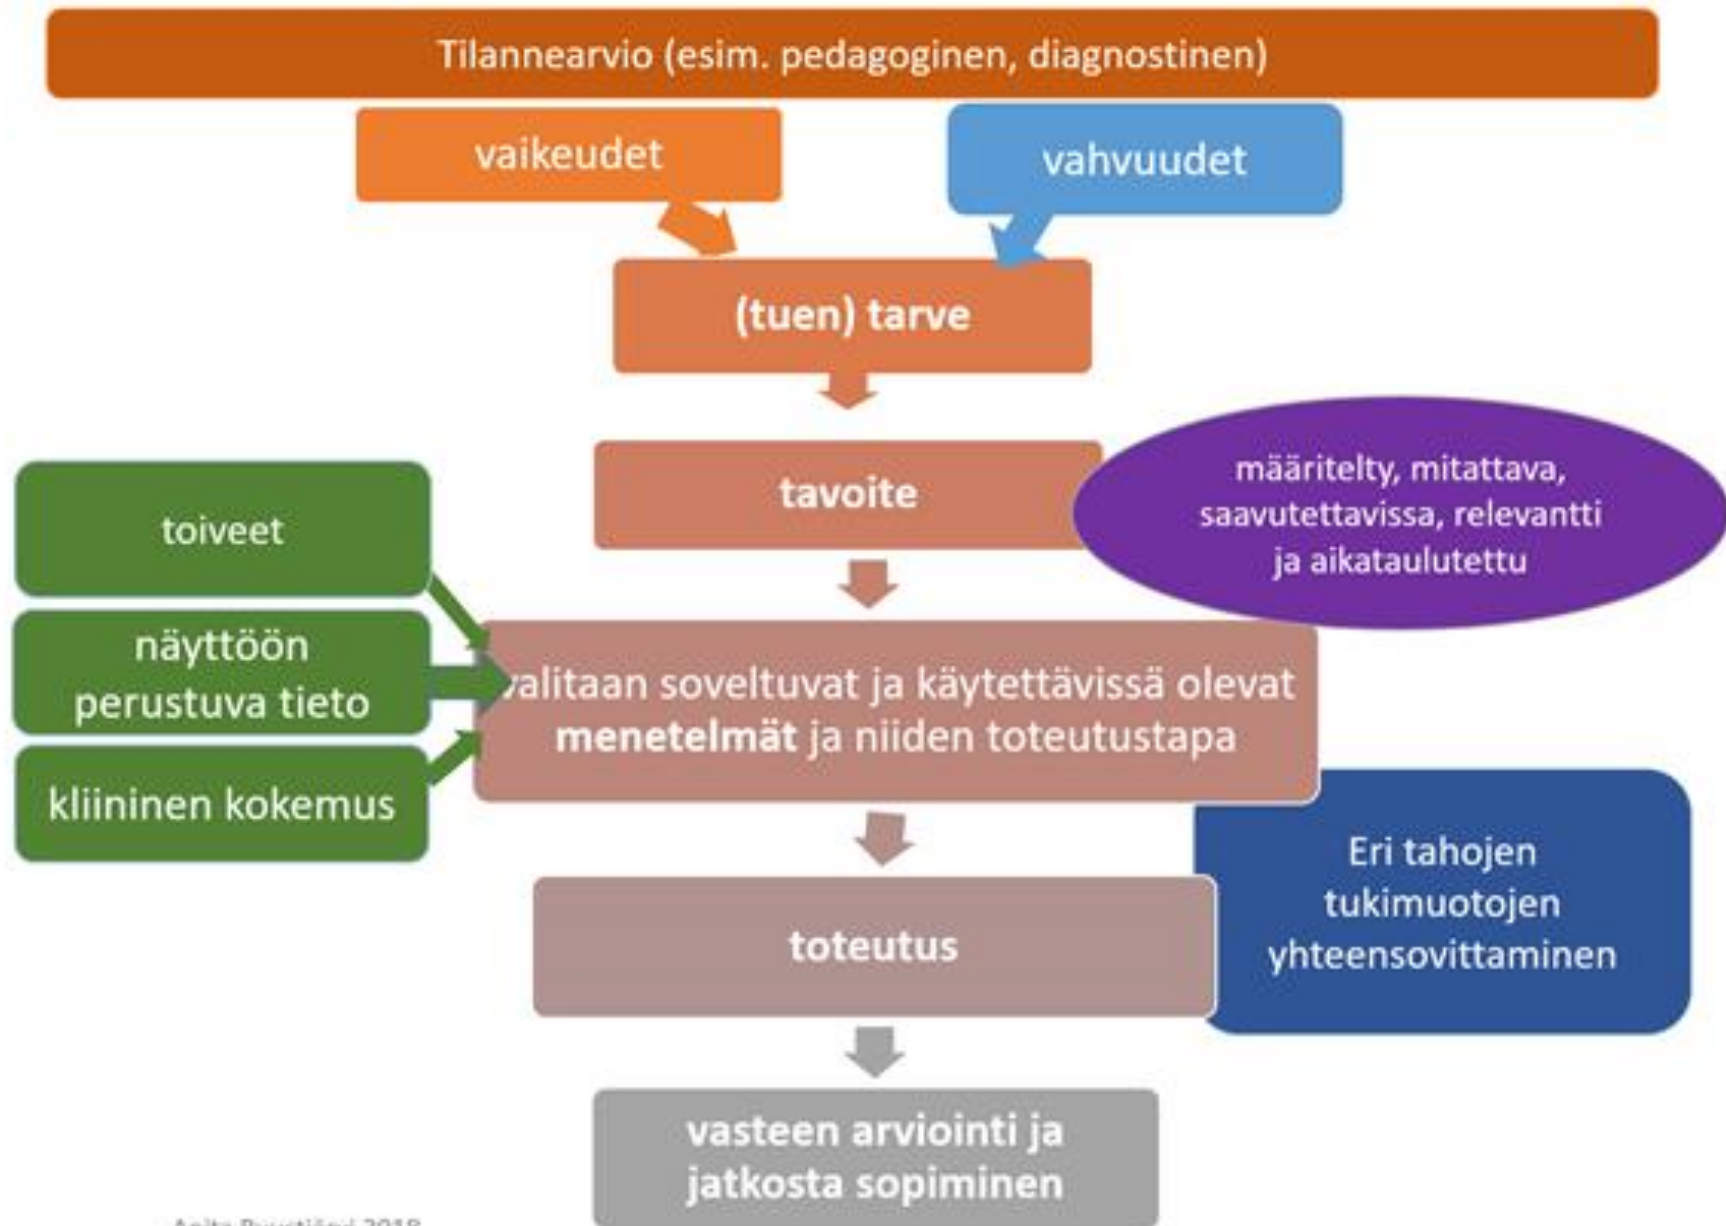 Tilannearvio (esim. pedagoginen, diagnostinen)
vaikeudet
vahvuudet
(tuen) tarve
tavoite
määritelty, mitattava,
saavutettavissa, relevantti
ja aikataulutettu
toiveet
näyttöön
perustuva tieto
kliininen kokemus
valitaan soveltuvat ja käytettävissä olevat
menetelmät ja niiden toteutustapa
Eri tahojen
tukimuotojen
yhteensovittaminen
toteutus
vasteen arviointi ja
jatkosta sopiminen
2018